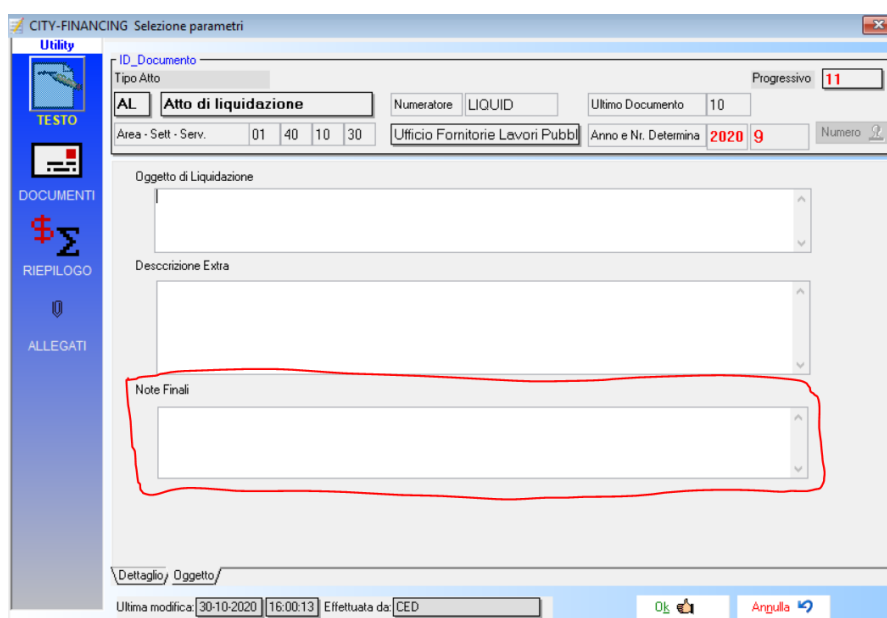 CITY-FINANCING Selezione parametri
Utility
TESTO
DOCUMENTI
RIEPILOGO
ALLEGATI
ID_Documento
Tipo Atto
Progressivo 11
AL Atto di liquidazione Numeratore LIQUID Ultimo Documento 10
Area - Sett - Serv. 01 40 10 30 Ufficio Fornitorie Lavori Pubbl Anno e Nr. Determina 2020 9 Numero
Oggetto di Liquidazione
Desccrizione Extra
Note Finali
Dettaglio Oggetto
Ultima modifica: 30-10-2020 16:00:13 Effettuata da: CED Ok Annulla